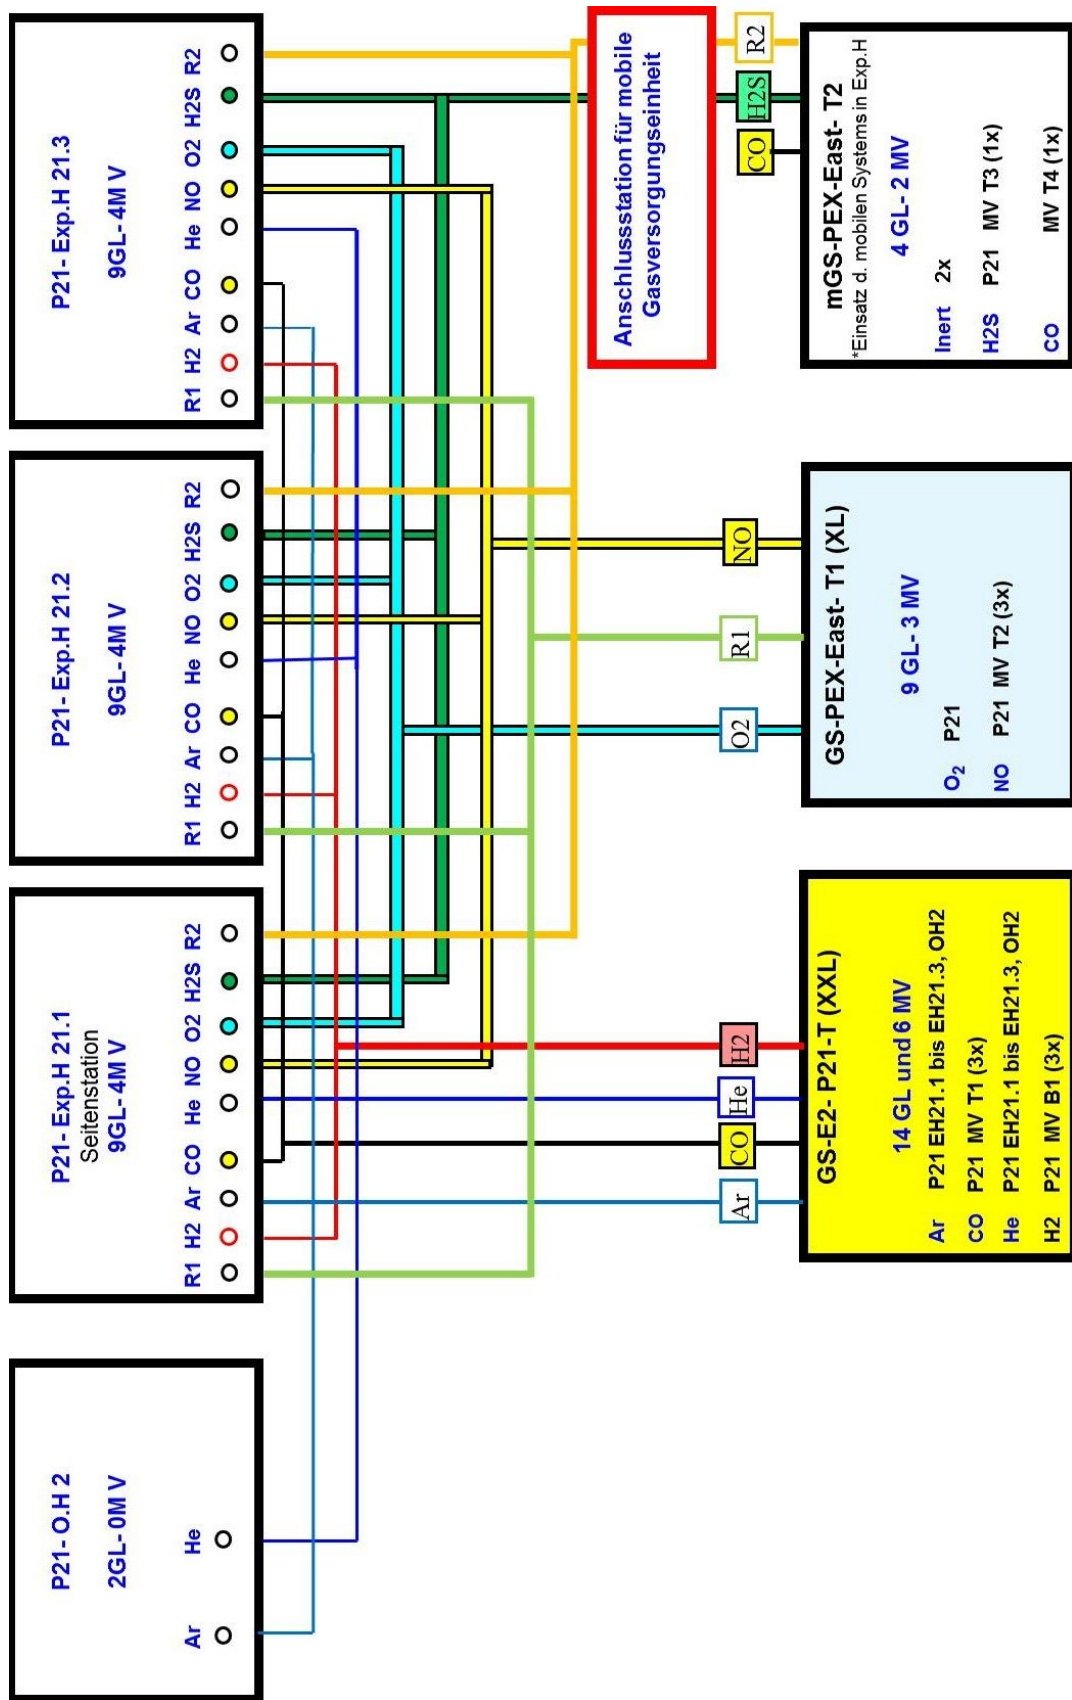 P21- O.H 2
2GL- 0M V
Ar He
P21- Exp.H 21.1
Seitenstation
9GL- 4M V
R1 H2 Ar CO He NO O2 H2S R2
P21- Exp.H 21.2
9GL- 4M V
R1 H2 Ar CO He NO O2 H2S R2
P21- Exp.H 21.3
9GL- 4M V
R1 H2 Ar CO He NO O2 H2S R2
Anschlussstation für mobile
Gasversorgungseinheit
Ar CO He H2
O2 R1 NO
CO H2S R2
GS-E2- P21-T (XXL)
14 GL und 6 MV
Ar P21 EH21.1 bis EH21.3, OH2
CO P21 MV T1 (3x)
He P21 EH21.1 bis EH21.3, OH2
H2 P21 MV B1 (3x)
GS-PEX-East- T1 (XL)
9 GL- 3 MV
O2 P21
NO P21 MV T2 (3x)
mGS-PEX-East- T2
*Einsatz d. mobilen Systems in Exp.H
4 GL- 2 MV
Inert 2x
H2S P21 MV T3 (1x)
CO MV T4 (1x)